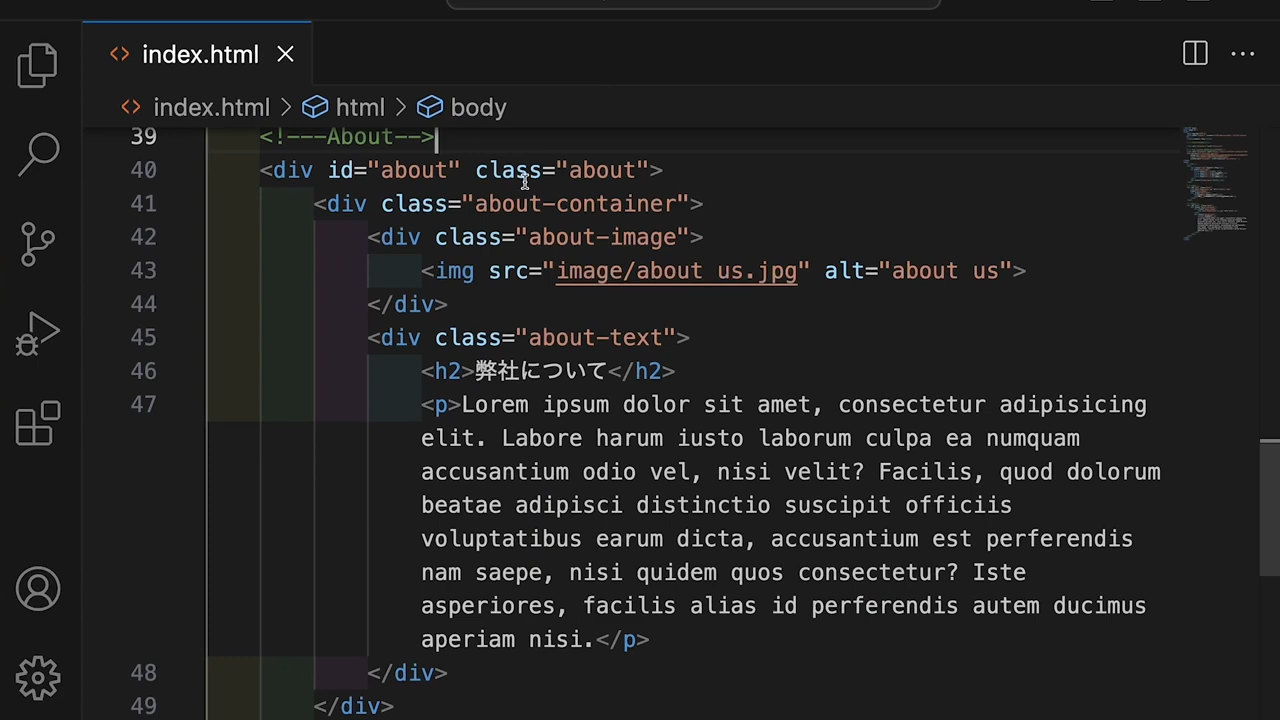 index.html
index.html > html > body
39 <!---About-->
40 <div id="about" class="about">
41 <div class="about-container">
42 <div class="about-image">
43 <img src="image/about us.jpg" alt="about us">
44 </div>
45 <div class="about-text">
46 <h2>弊社について</h2>
47 <p>Lorem ipsum dolor sit amet, consectetur adipisicing
elit. Labore harum iusto laborum culpa ea numquam
accusantium odio vel, nisi velit? Facilis, quod dolorum
beatae adipisci distinctio suscipit officiis
voluptatibus earum dicta, accusantium est perferendis
nam saepe, nisi quidem quos consectetur? Iste
asperiores, facilis alias id perferendis autem ducimus
aperiam nisi.</p>
48 </div>
49 </div>